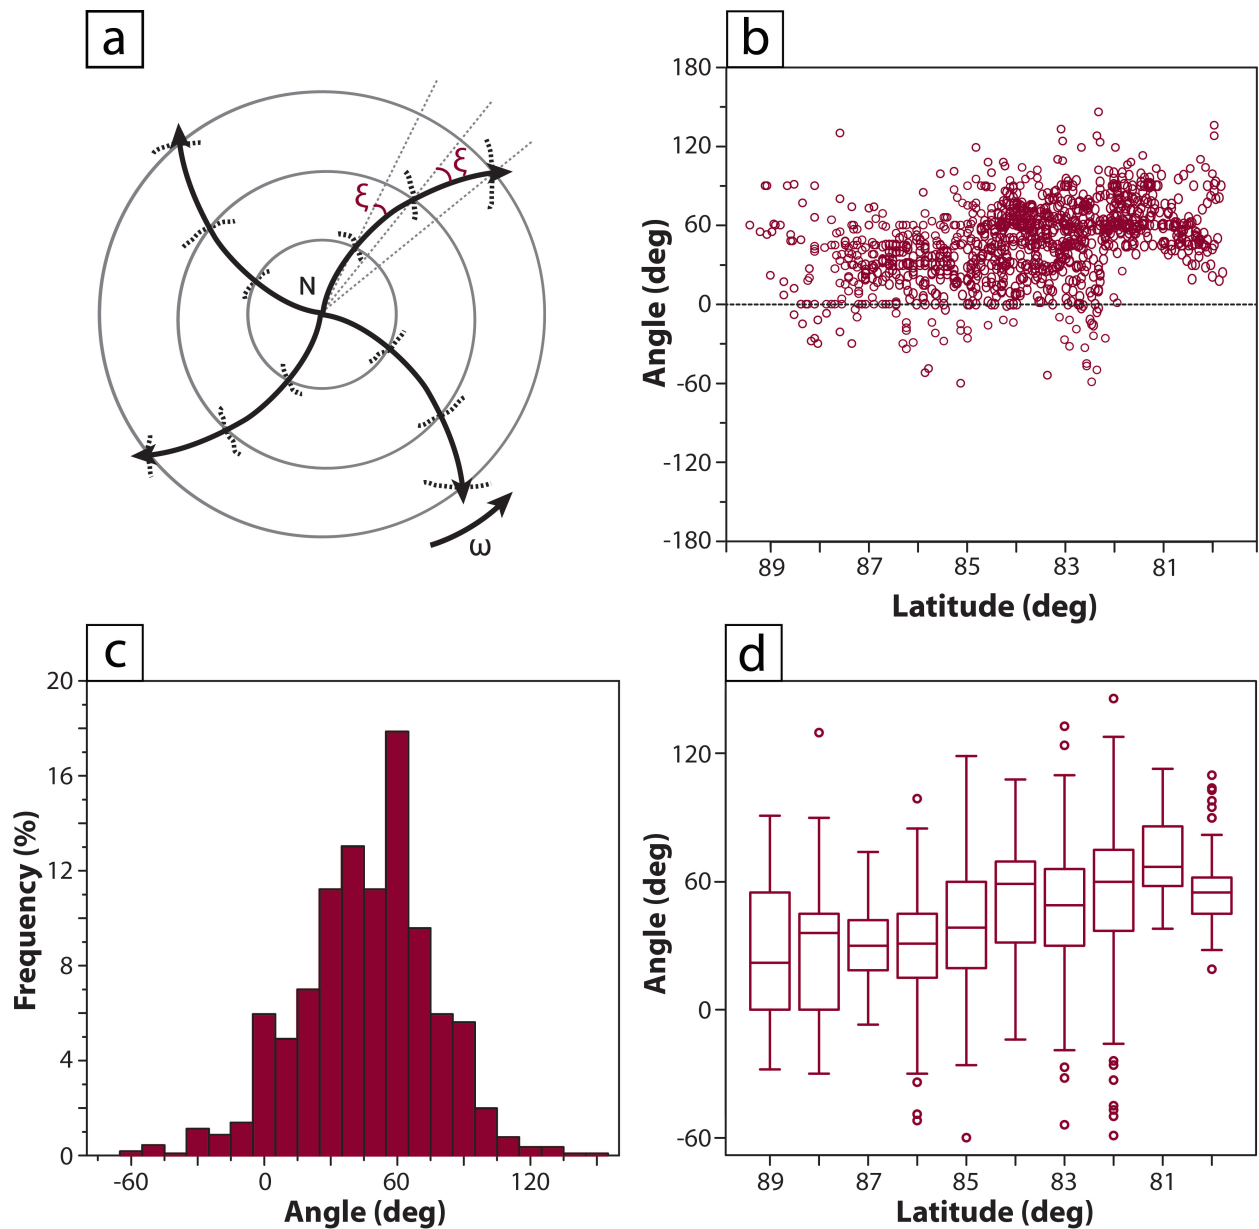 a
ξ
ξ
N
ω
b
180
120
60
0
-60
-120
-180
Angle (deg)
89 87 85 83 81
Latitude (deg)
c
20
16
12
8
4
0
Frequency (%)
-60 0 60 120
Angle (deg)
d
120
60
0
-60
Angle (deg)
89 87 85 83 81
Latitude (deg)